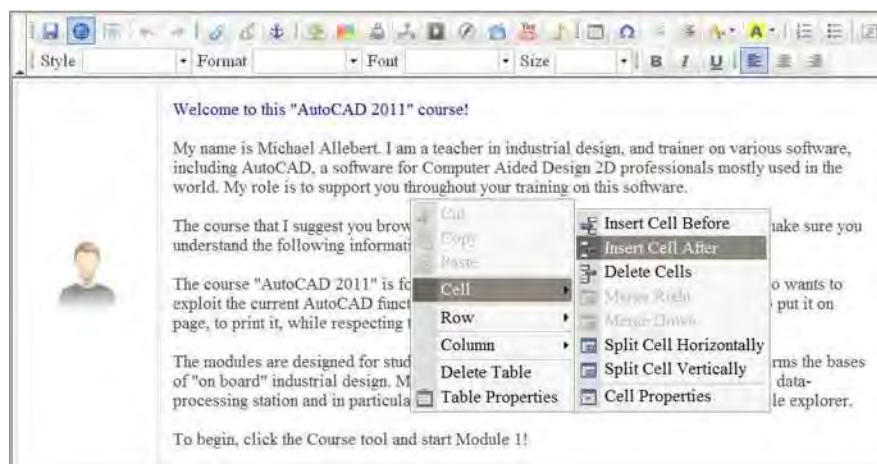 Style Format Font Size B I U
Welcome to this "AutoCAD 2011" course!
My name is Michael Allebert. I am a teacher in industrial design, and trainer on various software,
including AutoCAD, a software for Computer Aided Design 2D professionals mostly used in the
world. My role is to support you throughout your training on this software.
The course that I suggest you brow
ake sure you
understand the following informati
The course "AutoCAD 2011" is fo
o wants to
exploit the current AutoCAD funct
put it on
page, to print it, while respecting
The modules are designed for stud
rms the bases
of "on board" industrial design. M
data-
processing station and in particula
le explorer.
To begin, click the Course tool and start Module 1!
Cut
Copy
Paste
Cell
Row
Column
Delete Table
Table Properties
Insert Cell Before
Insert Cell After
Delete Cells
Merge Right
Merge Down
Split Cell Horizontally
Split Cell Vertically
Cell Properties